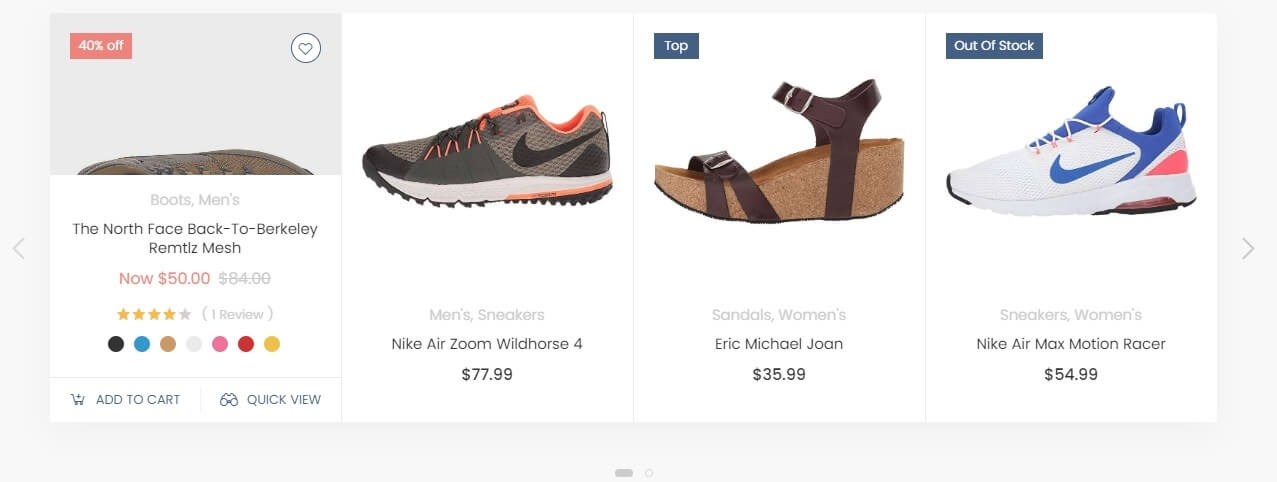 40% off
Boots, Men's
The North Face Back-To-Berkeley
Remtlz Mesh
Now $50.00 $84.00
( 1 Review )
ADD TO CART
QUICK VIEW
Men's, Sneakers
Nike Air Zoom Wildhorse 4
$77.99
Top
Sandals, Women's
Eric Michael Joan
$35.99
Out Of Stock
Sneakers, Women's
Nike Air Max Motion Racer
$54.99